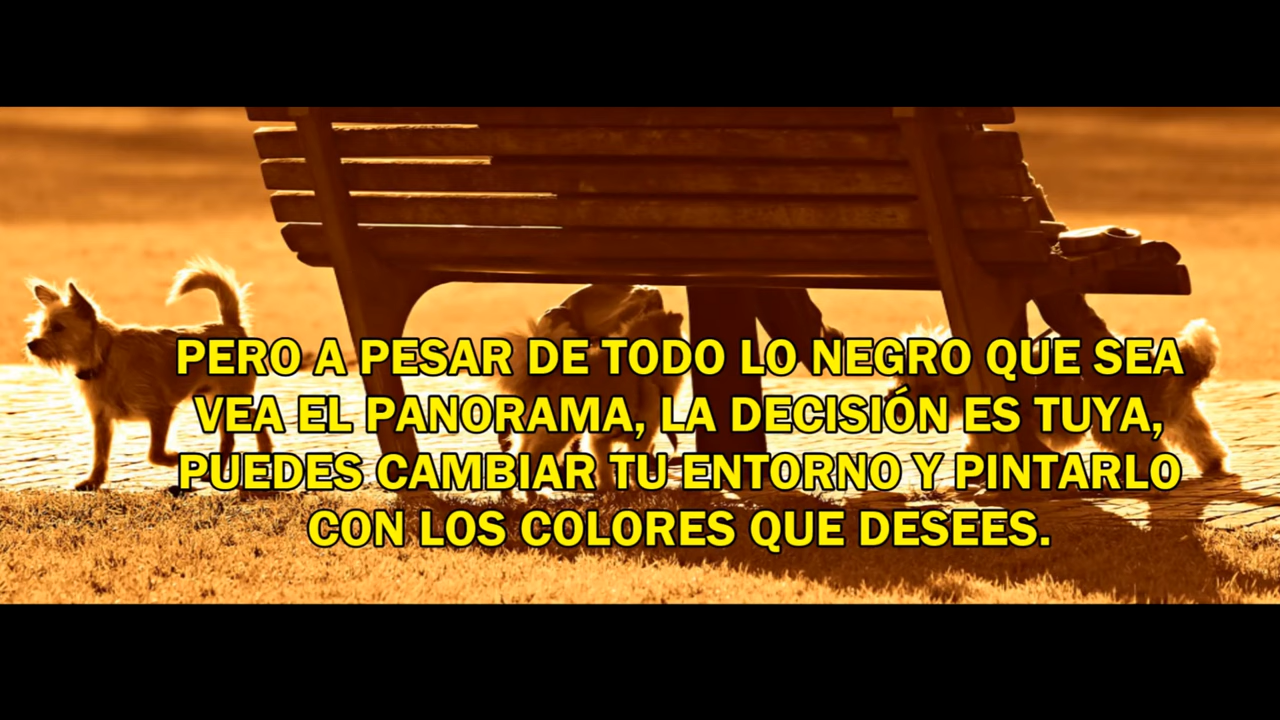 PERO A PESAR DE TODO LO NEGRO QUE SEA
VEA EL PANORAMA, LA DECISIÓN ES TUYA,
PUEDES CAMBIAR TU ENTORNO Y PINTARLO
CON LOS COLORES QUE DESEES.